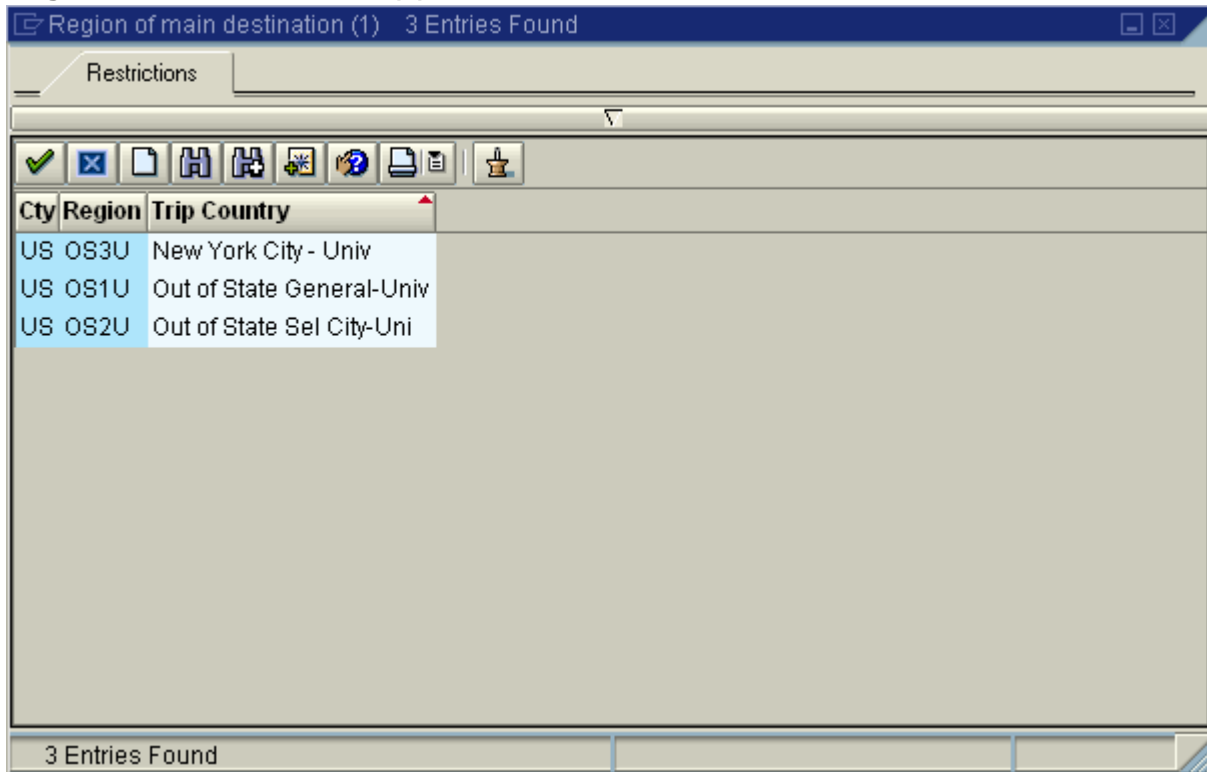 Region of main destination (1) 3 Entries Found
Restrictions
Cty Region Trip Country
US OS3U New York City - Univ
US OS1U Out of State General-Univ
US OS2U Out of State Sel City-Uni
3 Entries Found